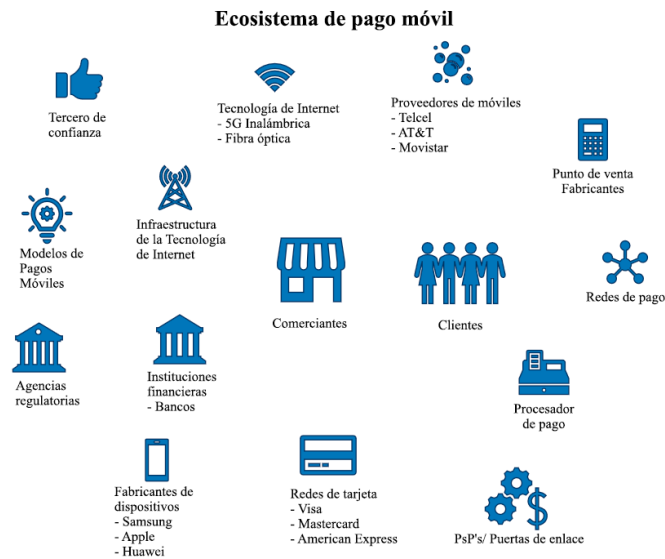 Ecosistema de pago móvil
Tercero de
confianza
Tecnología de Internet
- 5G Inalámbrica
- Fibra óptica
Proveedores de móviles
- Telcel
- AT&T
- Movistar
Punto de venta
Fabricantes
Modelos de
Pagos
Móviles
Infraestructura
de la Tecnología
de Internet
Comerciantes
Clientes
Redes de pago
Agencias
regulatorias
Instituciones
financieras
- Bancos
Procesador
de pago
Fabricantes de
dispositivos
- Samsung
- Apple
- Huawei
Redes de tarjeta
- Visa
- Mastercard
- American Express
PsP's/ Puertas de enlace